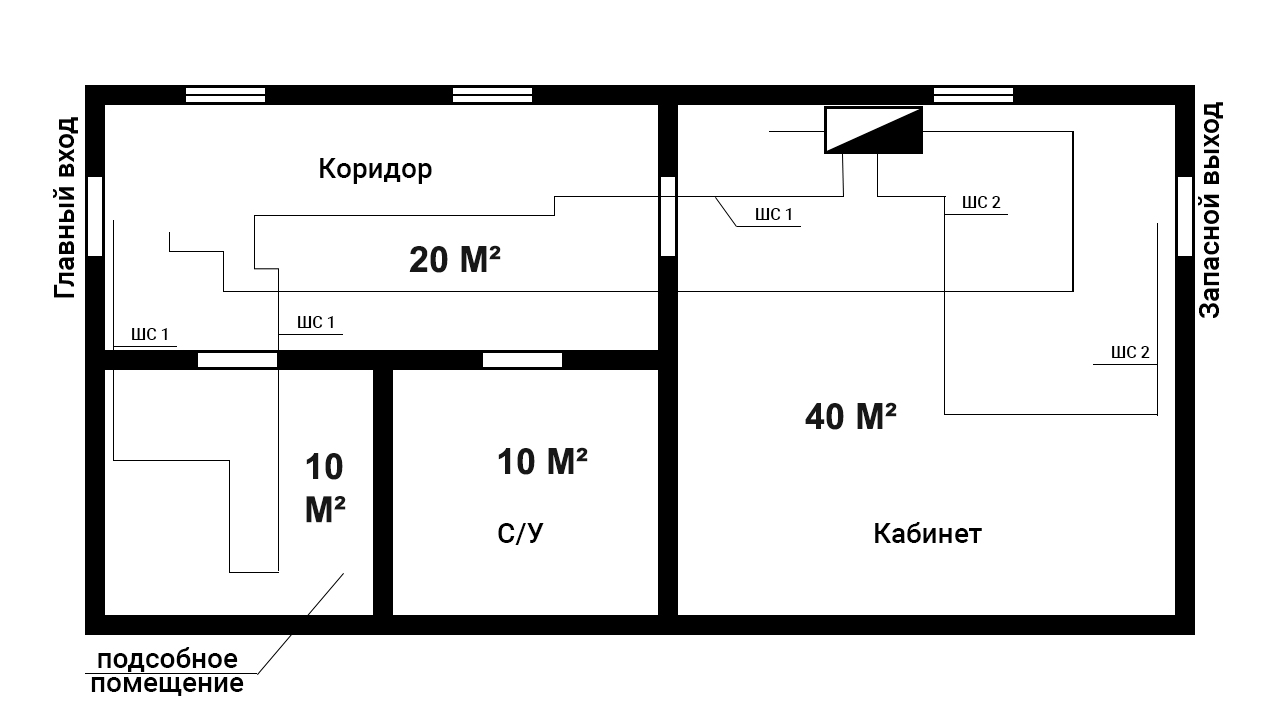 Главный вход
Коридор
20 М²
ШС 1
ШС 1
ШС 1
ШС 2
ШС 2
Запасной выход
10
М²
10 М²
С/У
40 М²
Кабинет
подсобное
помещение